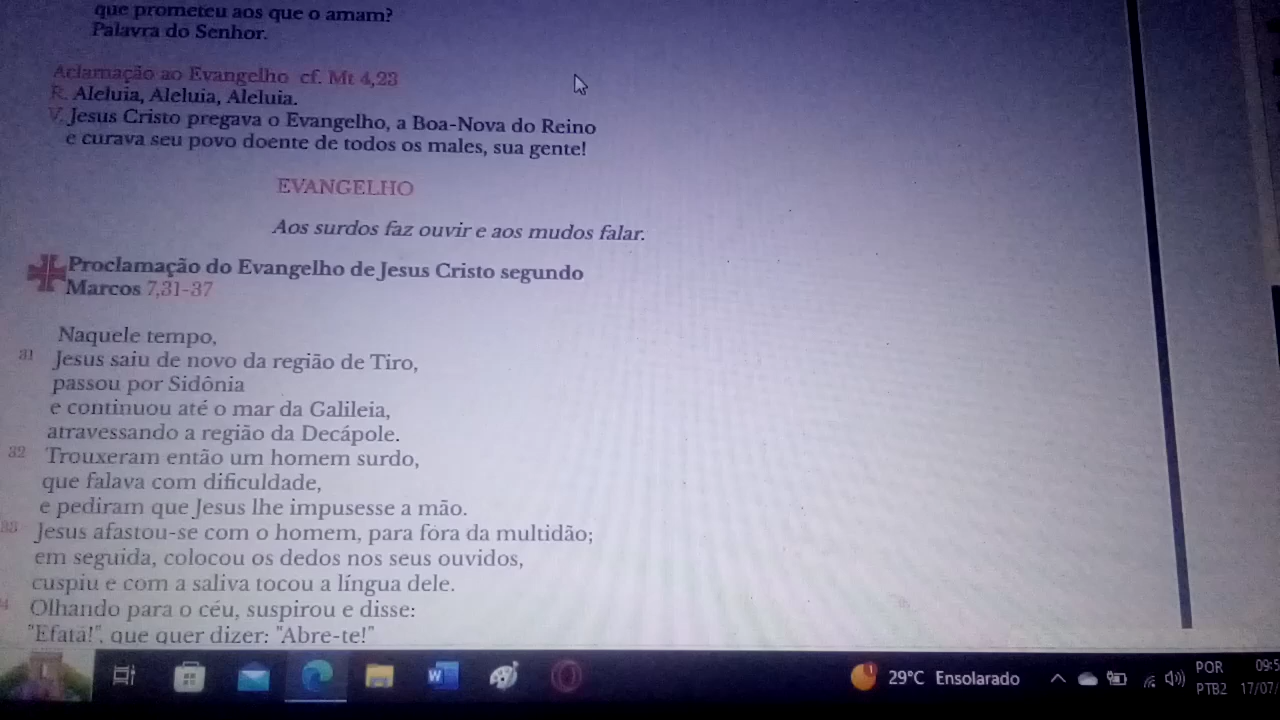 que prometeu aos que o amam?
Palavra do Senhor.
Aclamação ao Evangelho cf. Mt 4,23
R. Aleluia, Aleluia, Aleluia.
V. Jesus Cristo pregava o Evangelho, a Boa-Nova do Reino
e curava seu povo doente de todos os males, sua gente!
EVANGELHO
Aos surdos faz ouvir e aos mudos falar.
Proclamação do Evangelho de Jesus Cristo segundo
Marcos 7,31-37
Naquele tempo,
31 Jesus saiu de novo da região de Tiro,
passou por Sidônia
e continuou até o mar da Galileia,
atravessando a região da Decápole.
32 Trouxeram então um homem surdo,
que falava com dificuldade,
e pediram que Jesus lhe impusesse a mão.
33 Jesus afastou-se com o homem, para fora da multidão;
em seguida, colocou os dedos nos seus ouvidos,
cuspiu e com a saliva tocou a língua dele.
4 Olhando para o céu, suspirou e disse:
"Efatá!", que quer dizer: "Abre-te!"
1 29°C Ensolarado POR 09:5
PTB2 17/07/